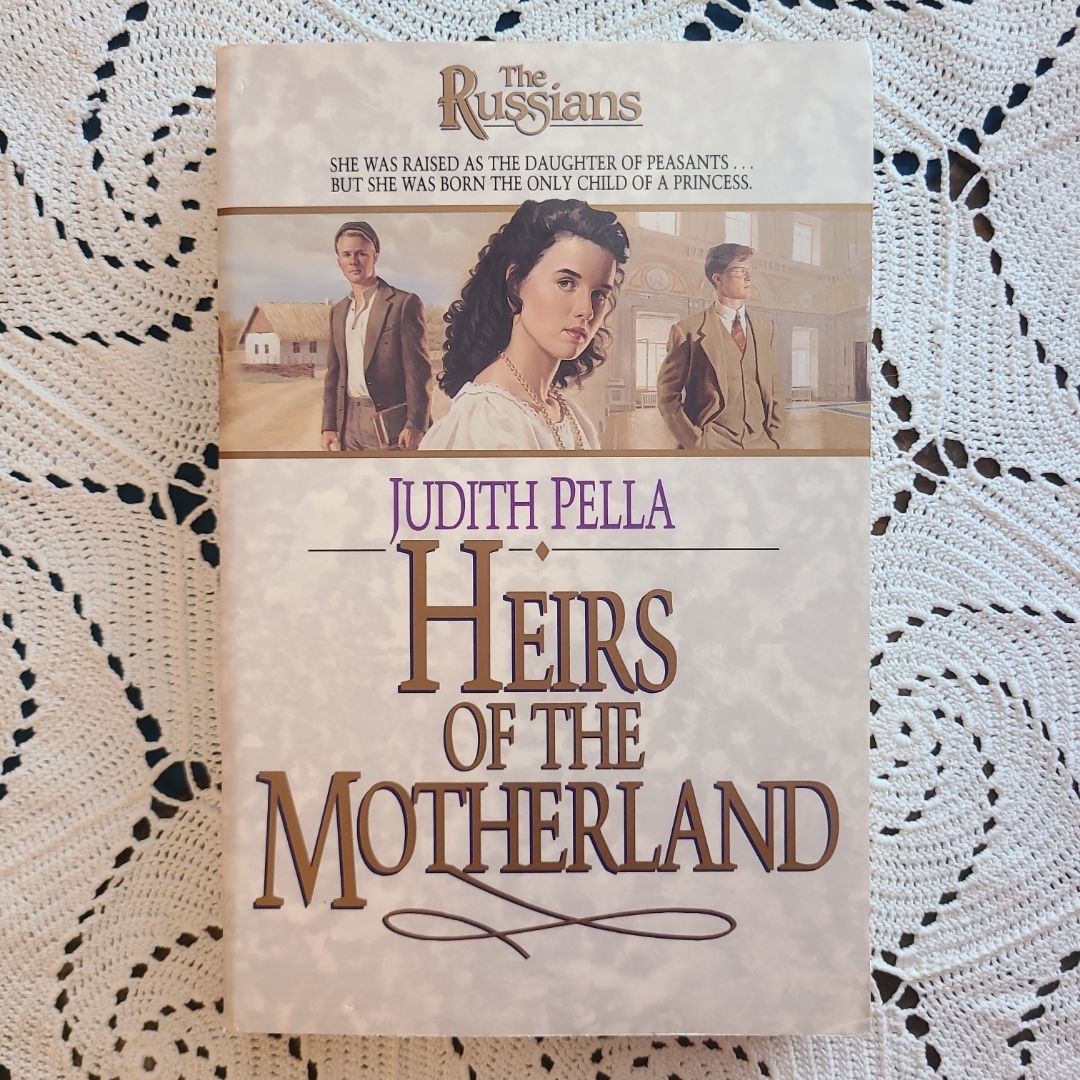 The
Russians
SHE WAS RAISED AS THE DAUGHTER OF PEASANTS . . .
BUT SHE WAS BORN THE ONLY CHILD OF A PRINCESS.
JUDITH PELLA
HEIRS
OF THE
MOTHERLAND